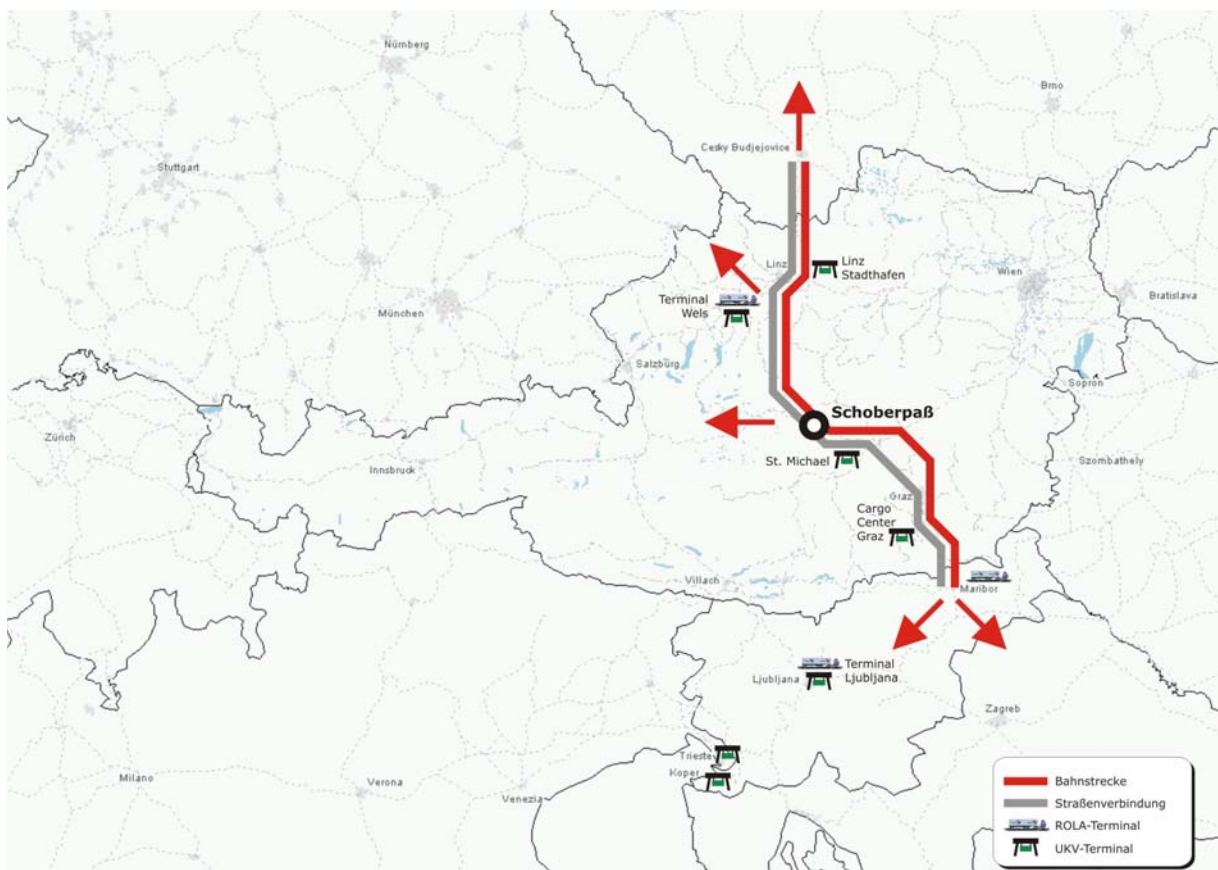 Nürnberg
Brno
Cesky Budjejovice
Stuttgart
Linz
Linz
Stadthafen
Wien
Terminal
Wels
München
Bratislava
Salzburg
Sopron
Schoberpaß
Zürich
Innsbruck
St. Michael
Szombathely
Graz
Cargo
Center
Graz
Villach
Maribor
Ljubljana
Terminal
Ljubljana
Zagreb
Trieste
Koper
Milano
Verona
Venezia
Bahnstrecke
Straßenverbindung
ROLA-Terminal
UKV-Terminal